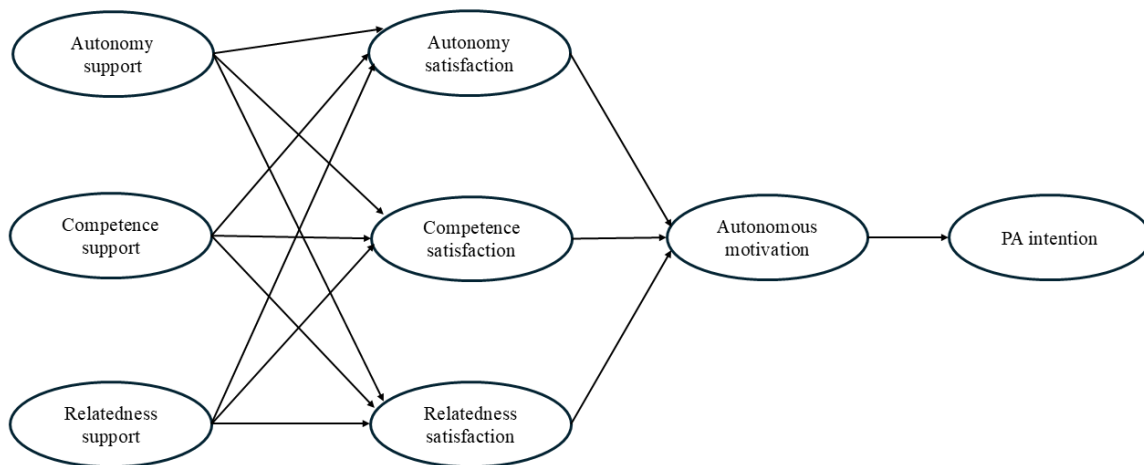 Autonomy
support
Autonomy
satisfaction
Competence
support
Competence
satisfaction
Autonomous
motivation
PA intention
Relatedness
support
Relatedness
satisfaction